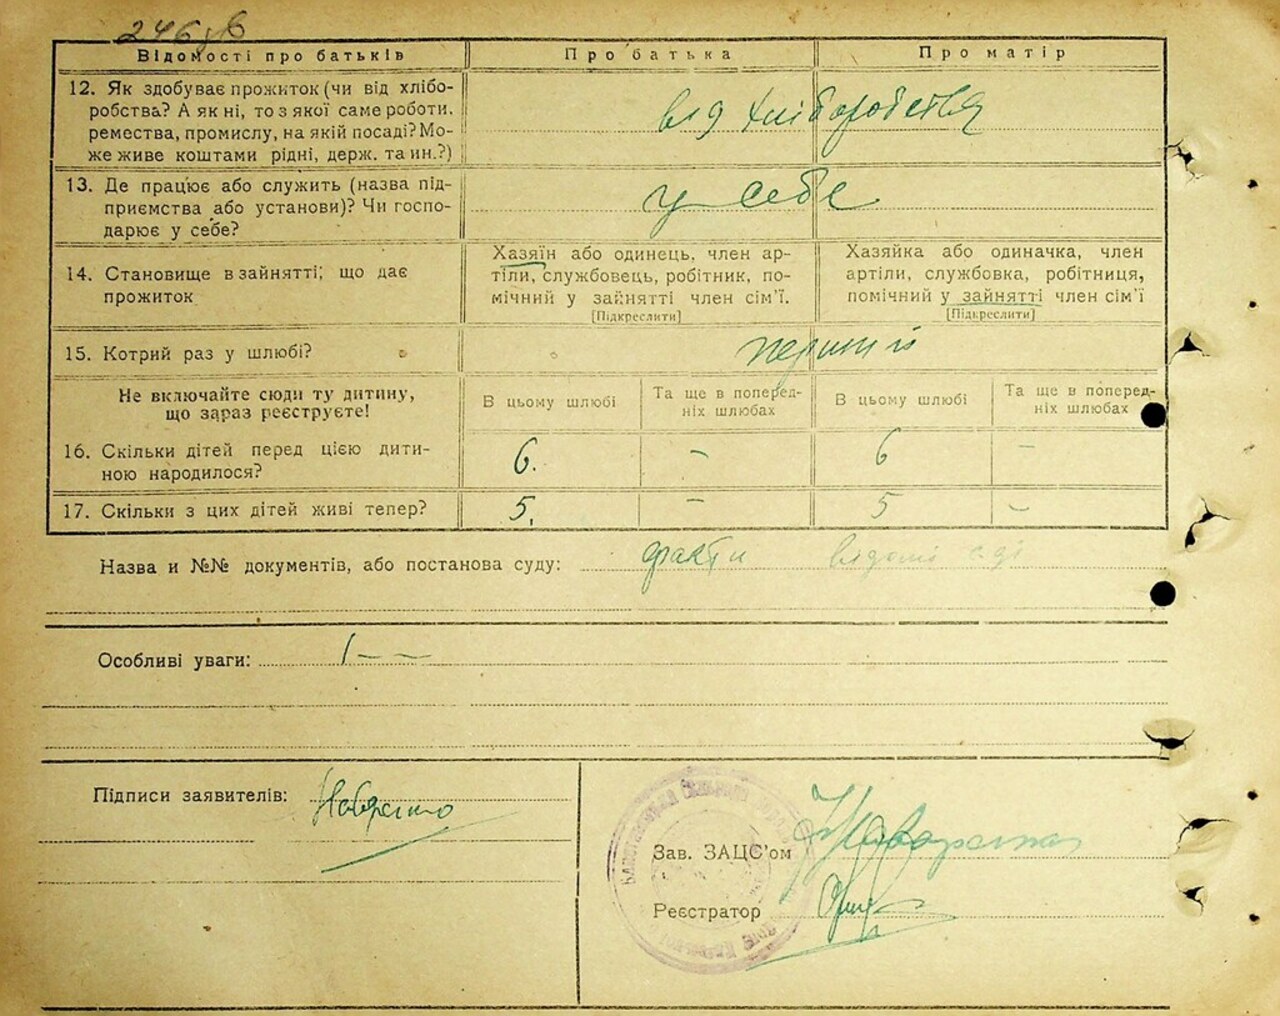 246 зв
Відомості про батьків
Про батька
Про матір
12. Як здобуває прожиток (чи від хлібо-
робства? А як ні, то з якої саме роботи,
ремества, промислу, на якій посаді? Мо-
же живе коштами рідні, держ. та ин.?)
від хліборобства
13. Де працює або служить (назва під-
приємства або установи)? Чи госпо-
дарює у себе?
у себе
14. Становище в зайнятті, що дає
прожиток
Хазяїн або одинець, член ар-
тіли, службовець, робітник, по-
мічний у зайнятті член сім'ї.
[Підкреслити]
Хазяйка або одиначка, член
артіли, службовка, робітниця,
помічний у зайнятті член сім'ї
[Підкреслити]
15. Котрий раз у шлюбі?
перший
Не включайте сюди ту дитину,
що зараз реєструєте!
В цьому шлюбі
Та ще в поперед-
ніх шлюбах
В цьому шлюбі
Та ще в поперед-
ніх шлюбах
16. Скільки дітей перед цією дити-
ною народилося?
6. – 6 –
17. Скільки з цих дітей живі тепер?
5. – 5 –
Назва и №№ документів, або постанова суду:
факти відомі
Особливі уваги:
Підписи заявителів:
Зав. ЗАЦС'ом
Реєстратор